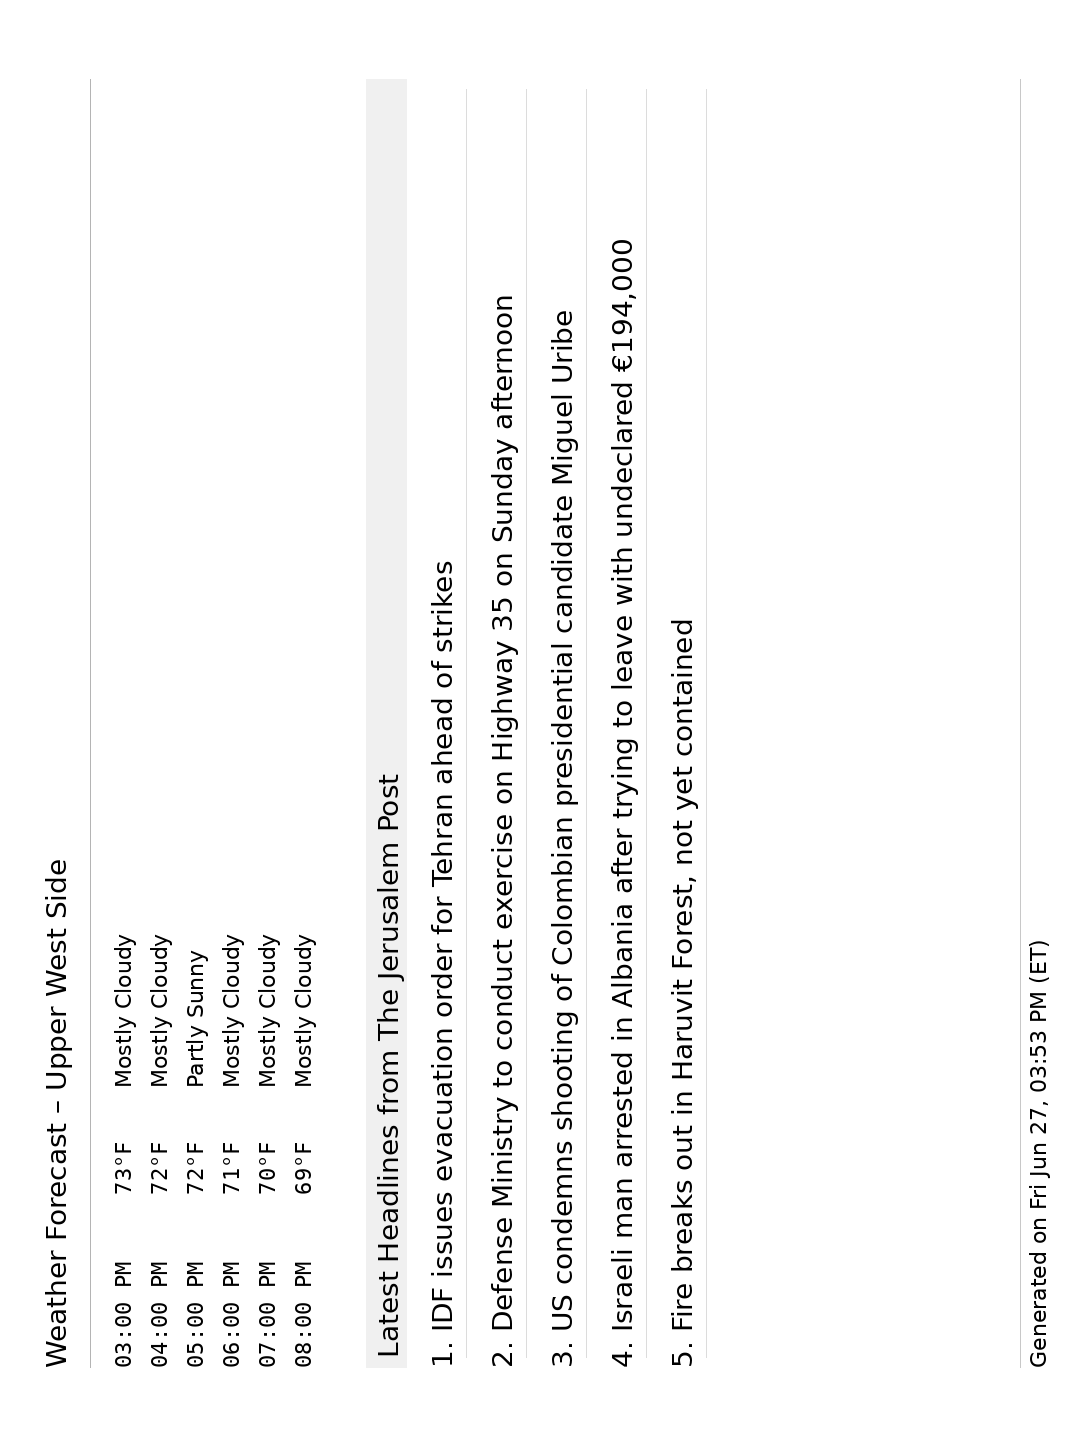 Weather Forecast – Upper West Side
03:00 PM 73°F Mostly Cloudy
04:00 PM 72°F Mostly Cloudy
05:00 PM 72°F Partly Sunny
06:00 PM 71°F Mostly Cloudy
07:00 PM 70°F Mostly Cloudy
08:00 PM 69°F Mostly Cloudy
Latest Headlines from The Jerusalem Post
1. IDF issues evacuation order for Tehran ahead of strikes
2. Defense Ministry to conduct exercise on Highway 35 on Sunday afternoon
3. US condemns shooting of Colombian presidential candidate Miguel Uribe
4. Israeli man arrested in Albania after trying to leave with undeclared €194,000
5. Fire breaks out in Haruvit Forest, not yet contained
Generated on Fri Jun 27, 03:53 PM (ET)